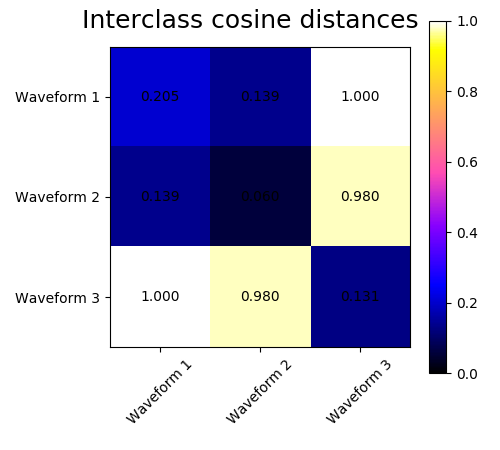 Interclass cosine distances
Waveform 1
0.205
0.139
1.000
Waveform 2
0.139
0.060
0.980
Waveform 3
1.000
0.980
0.131
Waveform 1
Waveform 2
Waveform 3
1.0
0.8
0.6
0.4
0.2
0.0